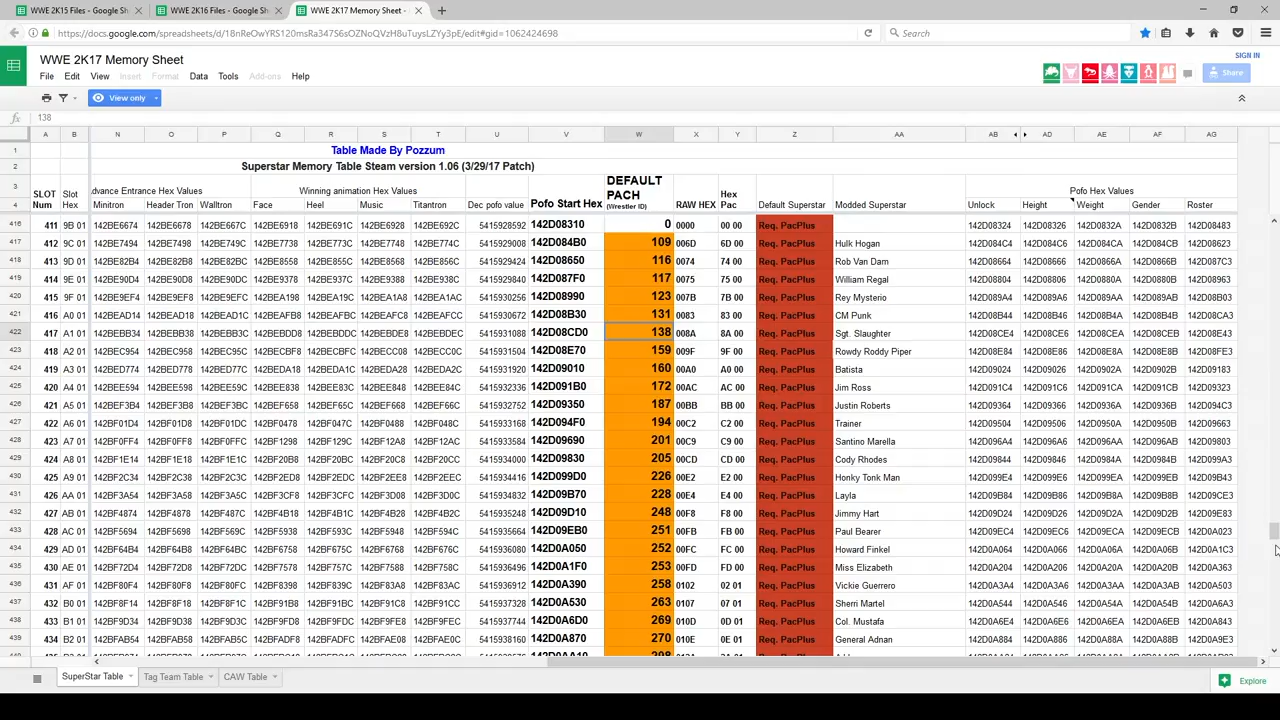 WWE 2K15 Files - Google Sh
WWE 2K16 Files - Google Sh
WWE 2K17 Memory Sheet -
https://docs.google.com/spreadsheets/d/18nReOwYRS120msRa347S6sOZNoQVzH8uTuysLZYy3pE/edit#gid=1062424698
Search
WWE 2K17 Memory Sheet
SIGN IN
File Edit View Insert Format Data Tools Add-ons Help
Share
View only
fx 138
A B N O P Q R S T U V W X Y Z AA AB AD AE AF AG
1 Table Made By Pozzum
2 Superstar Memory Table Steam version 1.06 (3/29/17 Patch)
3 SLOT Num Slot Hex Advance Entrance Hex Values Winning animation Hex Values DEFAULT PACH (Wrestler ID) Hex Pac Pofo Hex Values
4 Minitron Header Tron Walltron Face Heel Music Titantron Dec pofo value Pofo Start Hex RAW HEX Default Superstar Modded Superstar Unlock Height Weight Gender Roster
416 411 9B 01 142BE6674 142BE6678 142BE667C 142BE6918 142BE691C 142BE6928 142BE692C 5415928592 142D08310 0 0000 00 00 Req. PacPlus 142D08324 142D08326 142D0832A 142D0832B 142D08483
417 412 9C 01 142BE7494 142BE7498 142BE749C 142BE7738 142BE773C 142BE7748 142BE774C 5415929008 142D084B0 109 006D 6D 00 Req. PacPlus Hulk Hogan 142D084C4 142D084C6 142D084CA 142D084CB 142D08623
418 413 9D 01 142BE82B4 142BE82B8 142BE82BC 142BE8558 142BE855C 142BE8568 142BE856C 5415929424 142D08650 116 0074 74 00 Req. PacPlus Rob Van Dam 142D08664 142D08666 142D0866A 142D0866B 142D087C3
419 414 9E 01 142BE90D4 142BE90D8 142BE90DC 142BE9378 142BE937C 142BE9388 142BE938C 5415929840 142D087F0 117 0075 75 00 Req. PacPlus William Regal 142D08804 142D08806 142D0880A 142D0880B 142D08963
420 415 9F 01 142BE9EF4 142BE9EF8 142BE9EFC 142BEA198 142BEA19C 142BEA1A8 142BEA1AC 5415930256 142D08990 123 007B 7B 00 Req. PacPlus Rey Mysterio 142D089A4 142D089A6 142D089AA 142D089AB 142D08B03
421 416 A0 01 142BEAD14 142BEAD18 142BEAD1C 142BEAFB8 142BEAFBC 142BEAFC8 142BEAFCC 5415930672 142D08B30 131 0083 83 00 Req. PacPlus CM Punk 142D08B44 142D08B46 142D08B4A 142D08B4B 142D08CA3
422 417 A1 01 142BEBB34 142BEBB38 142BEBB3C 142BEBDD8 142BEBDDC 142BEBDE8 142BEBDEC 5415931088 142D08CD0 138 008A 8A 00 Req. PacPlus Sgt. Slaughter 142D08CE4 142D08CE6 142D08CEA 142D08CEB 142D08E43
423 418 A2 01 142BEC954 142BEC958 142BEC95C 142BECBF8 142BECBFC 142BECC08 142BECC0C 5415931504 142D08E70 159 009F 9F 00 Req. PacPlus Rowdy Roddy Piper 142D08E84 142D08E86 142D08E8A 142D08E8B 142D08FE3
424 419 A3 01 142BED774 142BED778 142BED77C 142BEDA18 142BEDA1C 142BEDA28 142BEDA2C 5415931920 142D09010 160 00A0 A0 00 Req. PacPlus Batista 142D09024 142D09026 142D0902A 142D0902B 142D09183
425 420 A4 01 142BEE594 142BEE598 142BEE59C 142BEE838 142BEE83C 142BEE848 142BEE84C 5415932336 142D091B0 172 00AC AC 00 Req. PacPlus Jim Ross 142D091C4 142D091C6 142D091CA 142D091CB 142D09323
426 421 A5 01 142BEF3B4 142BEF3B8 142BEF3BC 142BEF658 142BEF65C 142BEF668 142BEF66C 5415932752 142D09350 187 00BB BB 00 Req. PacPlus Justin Roberts 142D09364 142D09366 142D0936A 142D0936B 142D094C3
427 422 A6 01 142BF01D4 142BF01D8 142BF01DC 142BF0478 142BF047C 142BF0488 142BF048C 5415933168 142D094F0 194 00C2 C2 00 Req. PacPlus Trainer 142D09504 142D09506 142D0950A 142D0950B 142D09663
428 423 A7 01 142BF0FF4 142BF0FF8 142BF0FFC 142BF1298 142BF129C 142BF12A8 142BF12AC 5415933584 142D09690 201 00C9 C9 00 Req. PacPlus Santino Marella 142D096A4 142D096A6 142D096AA 142D096AB 142D09803
429 424 A8 01 142BF1E14 142BF1E18 142BF1E1C 142BF20B8 142BF20BC 142BF20C8 142BF20CC 5415934000 142D09830 205 00CD CD 00 Req. PacPlus Cody Rhodes 142D09844 142D09846 142D0984A 142D0984B 142D099A3
430 425 A9 01 142BF2C34 142BF2C38 142BF2C3C 142BF2ED8 142BF2EDC 142BF2EE8 142BF2EEC 5415934416 142D099D0 226 00E2 E2 00 Req. PacPlus Honky Tonk Man 142D099E4 142D099E6 142D099EA 142D099EB 142D09B43
431 426 AA 01 142BF3A54 142BF3A58 142BF3A5C 142BF3CF8 142BF3CFC 142BF3D08 142BF3D0C 5415934832 142D09B70 228 00E4 E4 00 Req. PacPlus Layla 142D09B84 142D09B86 142D09B8A 142D09B8B 142D09CE3
432 427 AB 01 142BF4874 142BF4878 142BF487C 142BF4B18 142BF4B1C 142BF4B28 142BF4B2C 5415935248 142D09D10 248 00F8 F8 00 Req. PacPlus Jimmy Hart 142D09D24 142D09D26 142D09D2A 142D09D2B 142D09E83
433 428 AC 01 142BF5694 142BF5698 142BF569C 142BF5938 142BF593C 142BF5948 142BF594C 5415935664 142D09EB0 251 00FB FB 00 Req. PacPlus Paul Bearer 142D09EC4 142D09EC6 142D09ECA 142D09ECB 142D0A023
434 429 AD 01 142BF64B4 142BF64B8 142BF64BC 142BF6758 142BF675C 142BF6768 142BF676C 5415936080 142D0A050 252 00FC FC 00 Req. PacPlus Howard Finkel 142D0A064 142D0A066 142D0A06A 142D0A06B 142D0A1C3
435 430 AE 01 142BF72D4 142BF72D8 142BF72DC 142BF7578 142BF757C 142BF7588 142BF758C 5415936496 142D0A1F0 253 00FD FD 00 Req. PacPlus Miss Elizabeth 142D0A204 142D0A206 142D0A20A 142D0A20B 142D0A363
436 431 AF 01 142BF80F4 142BF80F8 142BF80FC 142BF8398 142BF839C 142BF83A8 142BF83AC 5415936912 142D0A390 258 0102 02 01 Req. PacPlus Vickie Guerrero 142D0A3A4 142D0A3A6 142D0A3AA 142D0A3AB 142D0A503
437 432 B0 01 142BF8F14 142BF8F18 142BF8F1C 142BF91B8 142BF91BC 142BF91C8 142BF91CC 5415937328 142D0A530 263 0107 07 01 Req. PacPlus Sherri Martel 142D0A544 142D0A546 142D0A54A 142D0A54B 142D0A6A3
438 433 B1 01 142BF9D34 142BF9D38 142BF9D3C 142BF9FD8 142BF9FDC 142BF9FE8 142BF9FEC 5415937744 142D0A6D0 269 010D 0D 01 Req. PacPlus Col. Mustafa 142D0A6E4 142D0A6E6 142D0A6EA 142D0A6EB 142D0A843
439 434 B2 01 142BFAB54 142BFAB58 142BFAB5C 142BFADF8 142BFADFC 142BFAE08 142BFAE0C 5415938160 142D0A870 270 010E 0E 01 Req. PacPlus General Adnan 142D0A884 142D0A886 142D0A88A 142D0A88B 142D0A9E3
SuperStar Table Tag Team Table CAW Table
Explore